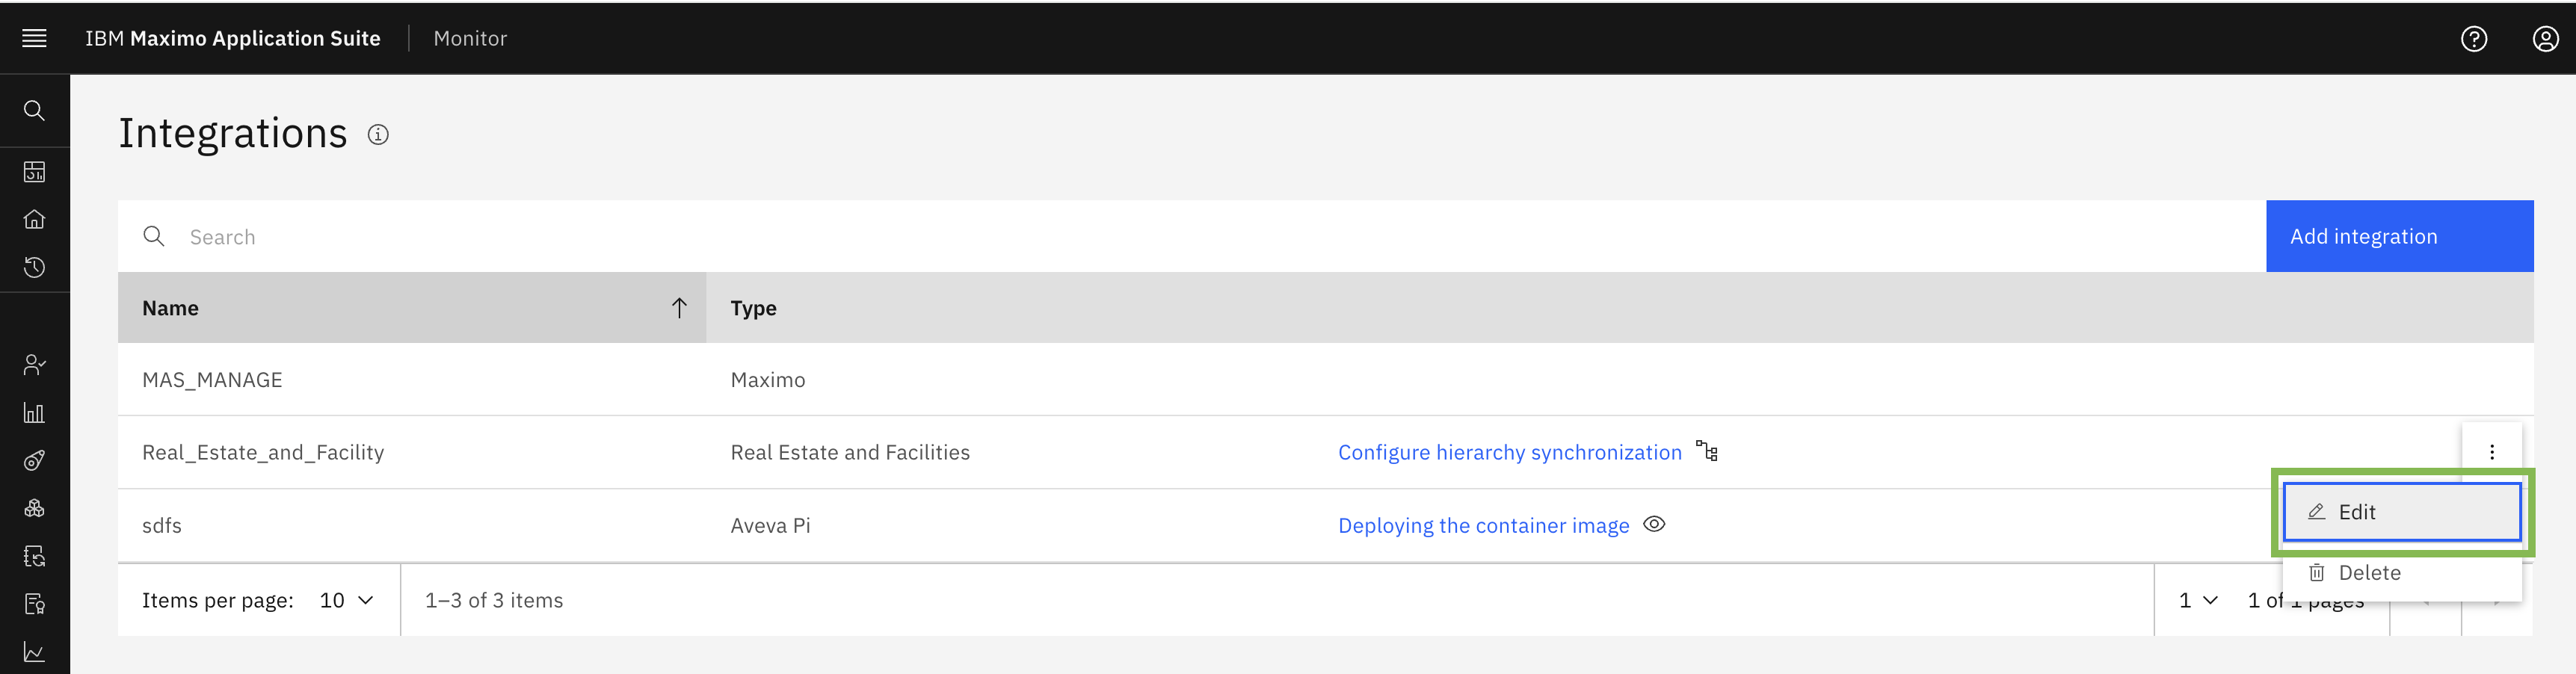 IBM Maximo Application Suite | Monitor
Integrations
Search
Add integration
Name Type
MAS_MANAGE Maximo
Real_Estate_and_Facility Real Estate and Facilities Configure hierarchy synchronization
sdfs Aveva Pi Deploying the container image
Edit
Delete
Items per page: 10 1–3 of 3 items 1 1 of 1 pages